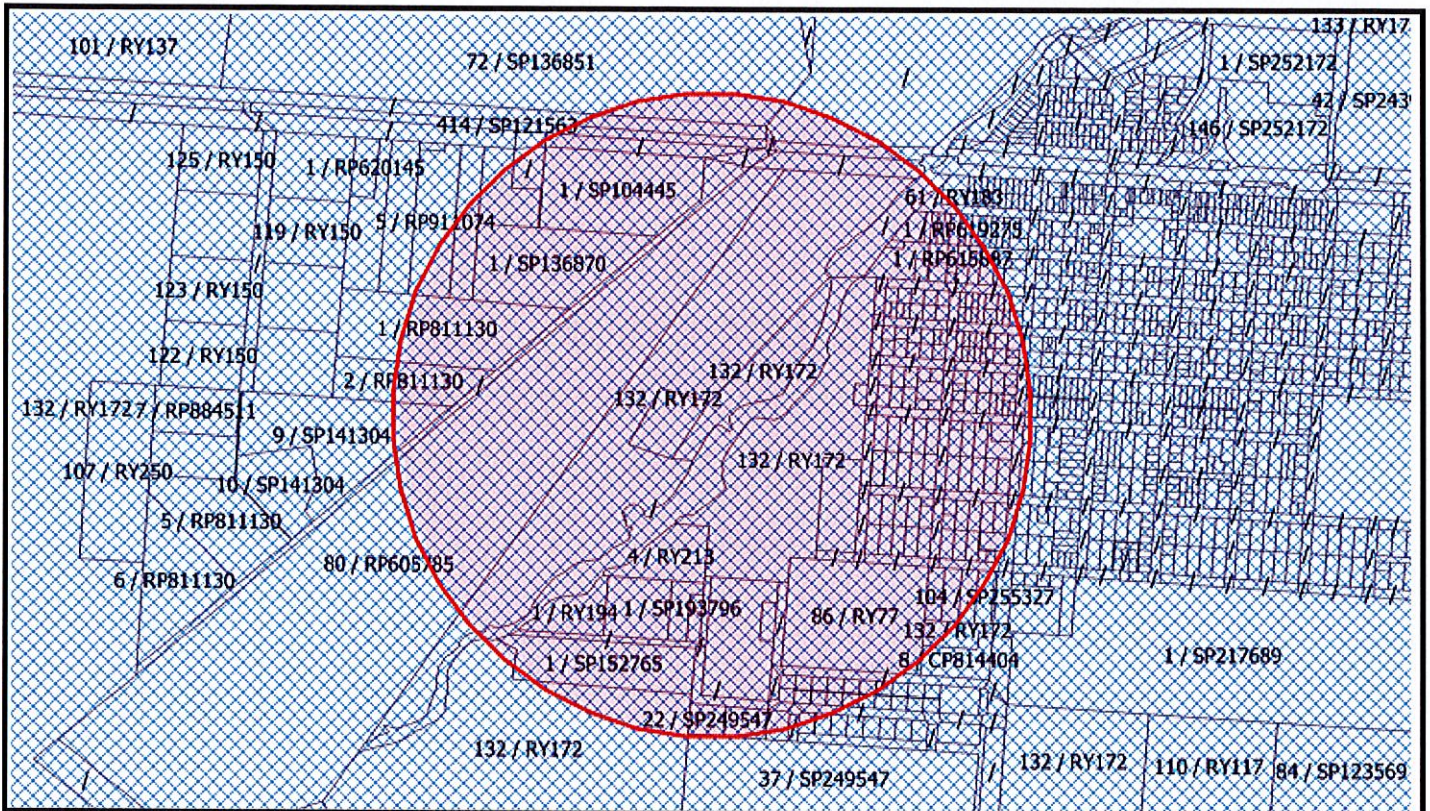 101 / RY137
72 / SP136851
133 / RY17
1 / SP252172
42 / SP243
146 / SP252172
414 / SP121563
125 / RY150
1 / RP620145
1 / SP104445
61 / RY183
5 / RP911074
119 / RY150
1 / RP619275
1 / SP136870
123 / RY150
1 / RP811130
122 / RY150
2 / RP811130
132 / RY172
132 / RY172
132 / RY172
7 / RP884511
9 / SP141304
132 / RY172
107 / RY250
10 / SP141304
5 / RP811130
4 / RY213
80 / RP605785
6 / RP811130
1 / RY194
1 / SP193796
86 / RY77
104 / SP255327
132 / RY172
8 / CP814404
1 / SP152765
1 / SP217689
22 / SP249547
132 / RY172
37 / SP249547
132 / RY172
110 / RY117
84 / SP123569